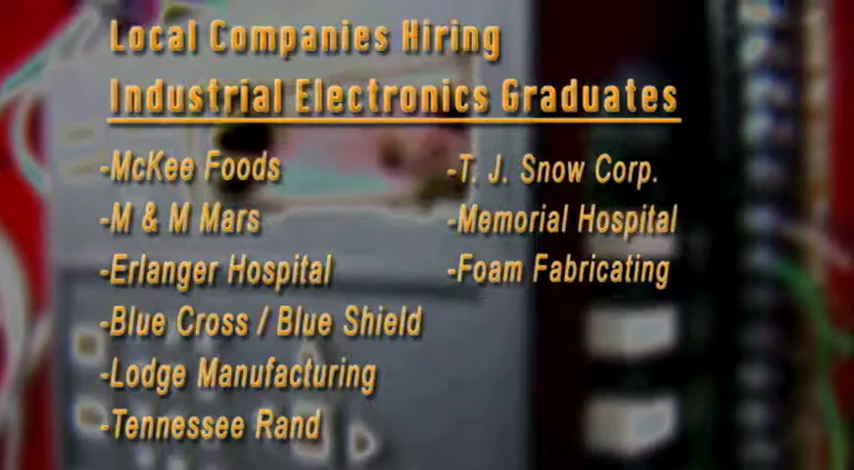 Local Companies Hiring
Industrial Electronics Graduates
-McKee Foods
-M & M Mars
-Erlanger Hospital
-Blue Cross / Blue Shield
-Lodge Manufacturing
-Tennessee Rand
-T. J. Snow Corp.
-Memorial Hospital
-Foam Fabricating